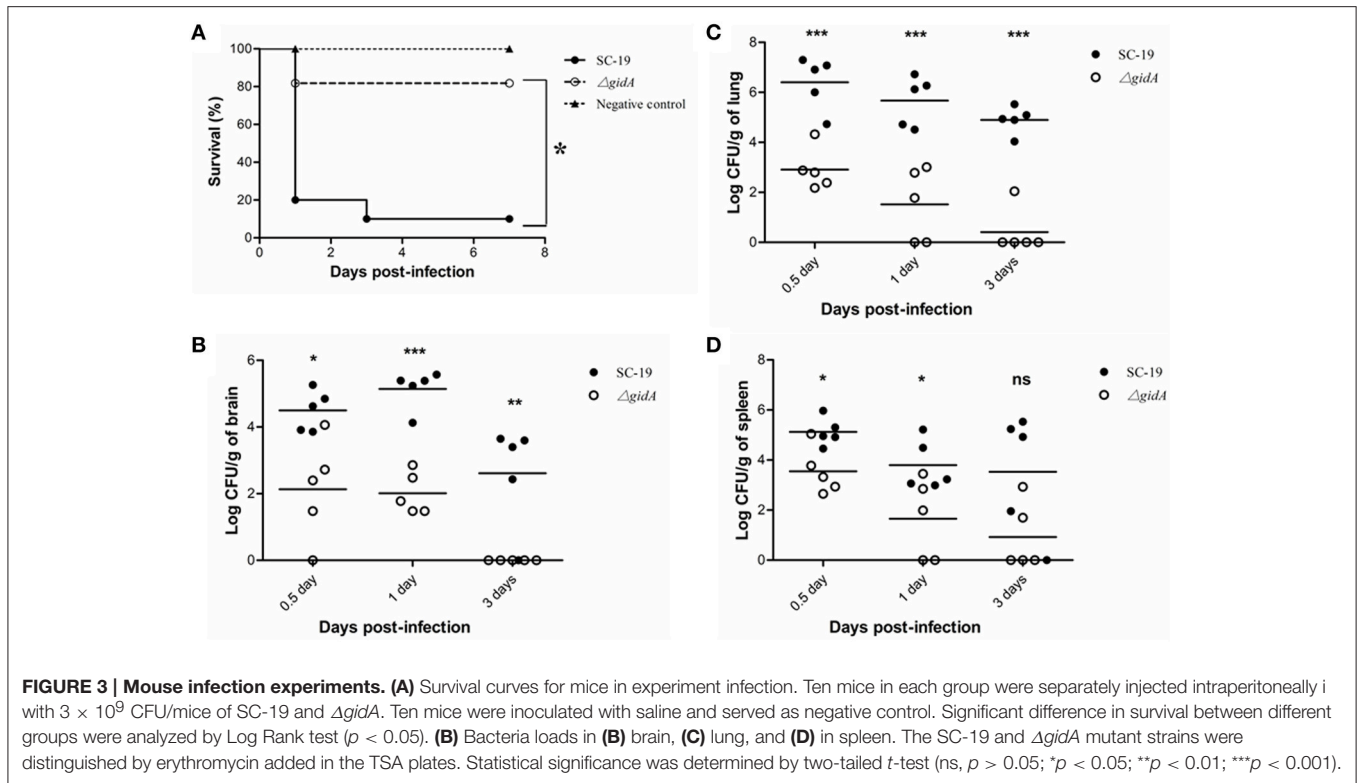 A
100
80
60
40
20
0
Survival (%)
0 2 4 6 8
Days post-infection
SC-19
△gidA
Negative control
*
C
*** *** ***
8
6
4
2
0
Log CFU/g of lung
0.5 day 1 day 3 days
Days post-infection
SC-19
△gidA
B
* *** **
6
4
2
0
Log CFU/g of brain
0.5 day 1 day 3 days
Days post-infection
SC-19
△gidA
D
* * ns
8
6
4
2
0
Log CFU/g of spleen
0.5 day 1 day 3 days
Days post-infection
SC-19
△gidA
FIGURE 3 | Mouse infection experiments. (A) Survival curves for mice in experiment infection. Ten mice in each group were separately injected intraperitoneally i
with 3 × 10⁹ CFU/mice of SC-19 and ΔgidA. Ten mice were inoculated with saline and served as negative control. Significant difference in survival between different
groups were analyzed by Log Rank test (p < 0.05). (B) Bacteria loads in (B) brain, (C) lung, and (D) in spleen. The SC-19 and ΔgidA mutant strains were
distinguished by erythromycin added in the TSA plates. Statistical significance was determined by two-tailed t-test (ns, p > 0.05; *p < 0.05; **p < 0.01; ***p < 0.001).